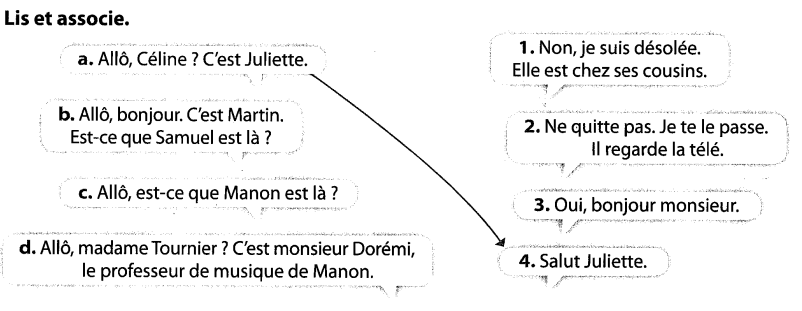 Lis et associe.
a. Allô, Céline ? C'est Juliette.
b. Allô, bonjour. C'est Martin.
Est-ce que Samuel est là ?
c. Allô, est-ce que Manon est là ?
d. Allô, madame Tournier ? C'est monsieur Dorémi,
le professeur de musique de Manon.
1. Non, je suis désolée.
Elle est chez ses cousins.
2. Ne quitte pas. Je te le passe.
Il regarde la télé.
3. Oui, bonjour monsieur.
4. Salut Juliette.